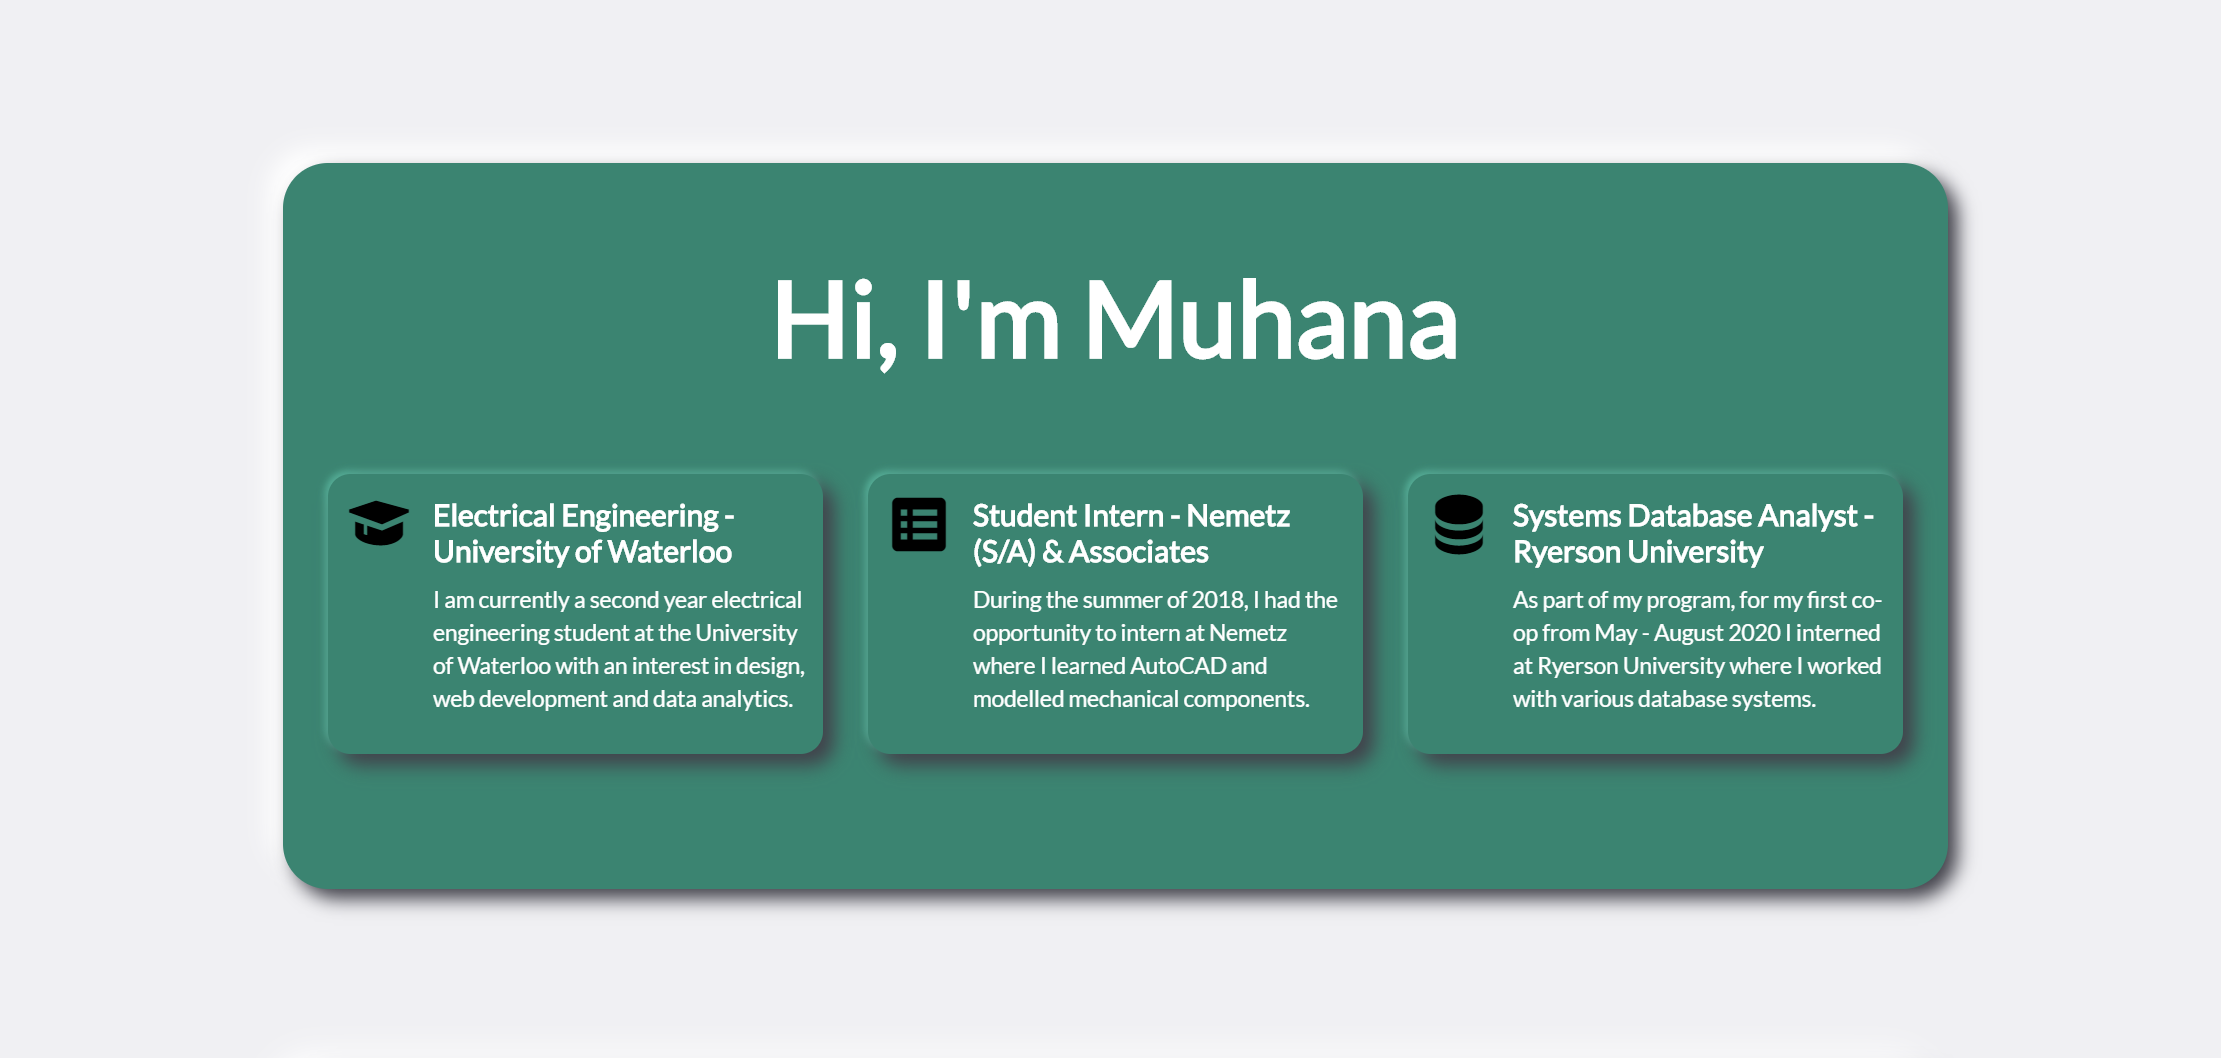 Hi, I'm Muhana
Electrical Engineering -
University of Waterloo
I am currently a second year electrical
engineering student at the University
of Waterloo with an interest in design,
web development and data analytics.
Student Intern - Nemetz
(S/A) & Associates
During the summer of 2018, I had the
opportunity to intern at Nemetz
where I learned AutoCAD and
modelled mechanical components.
Systems Database Analyst -
Ryerson University
As part of my program, for my first co-
op from May - August 2020 I interned
at Ryerson University where I worked
with various database systems.